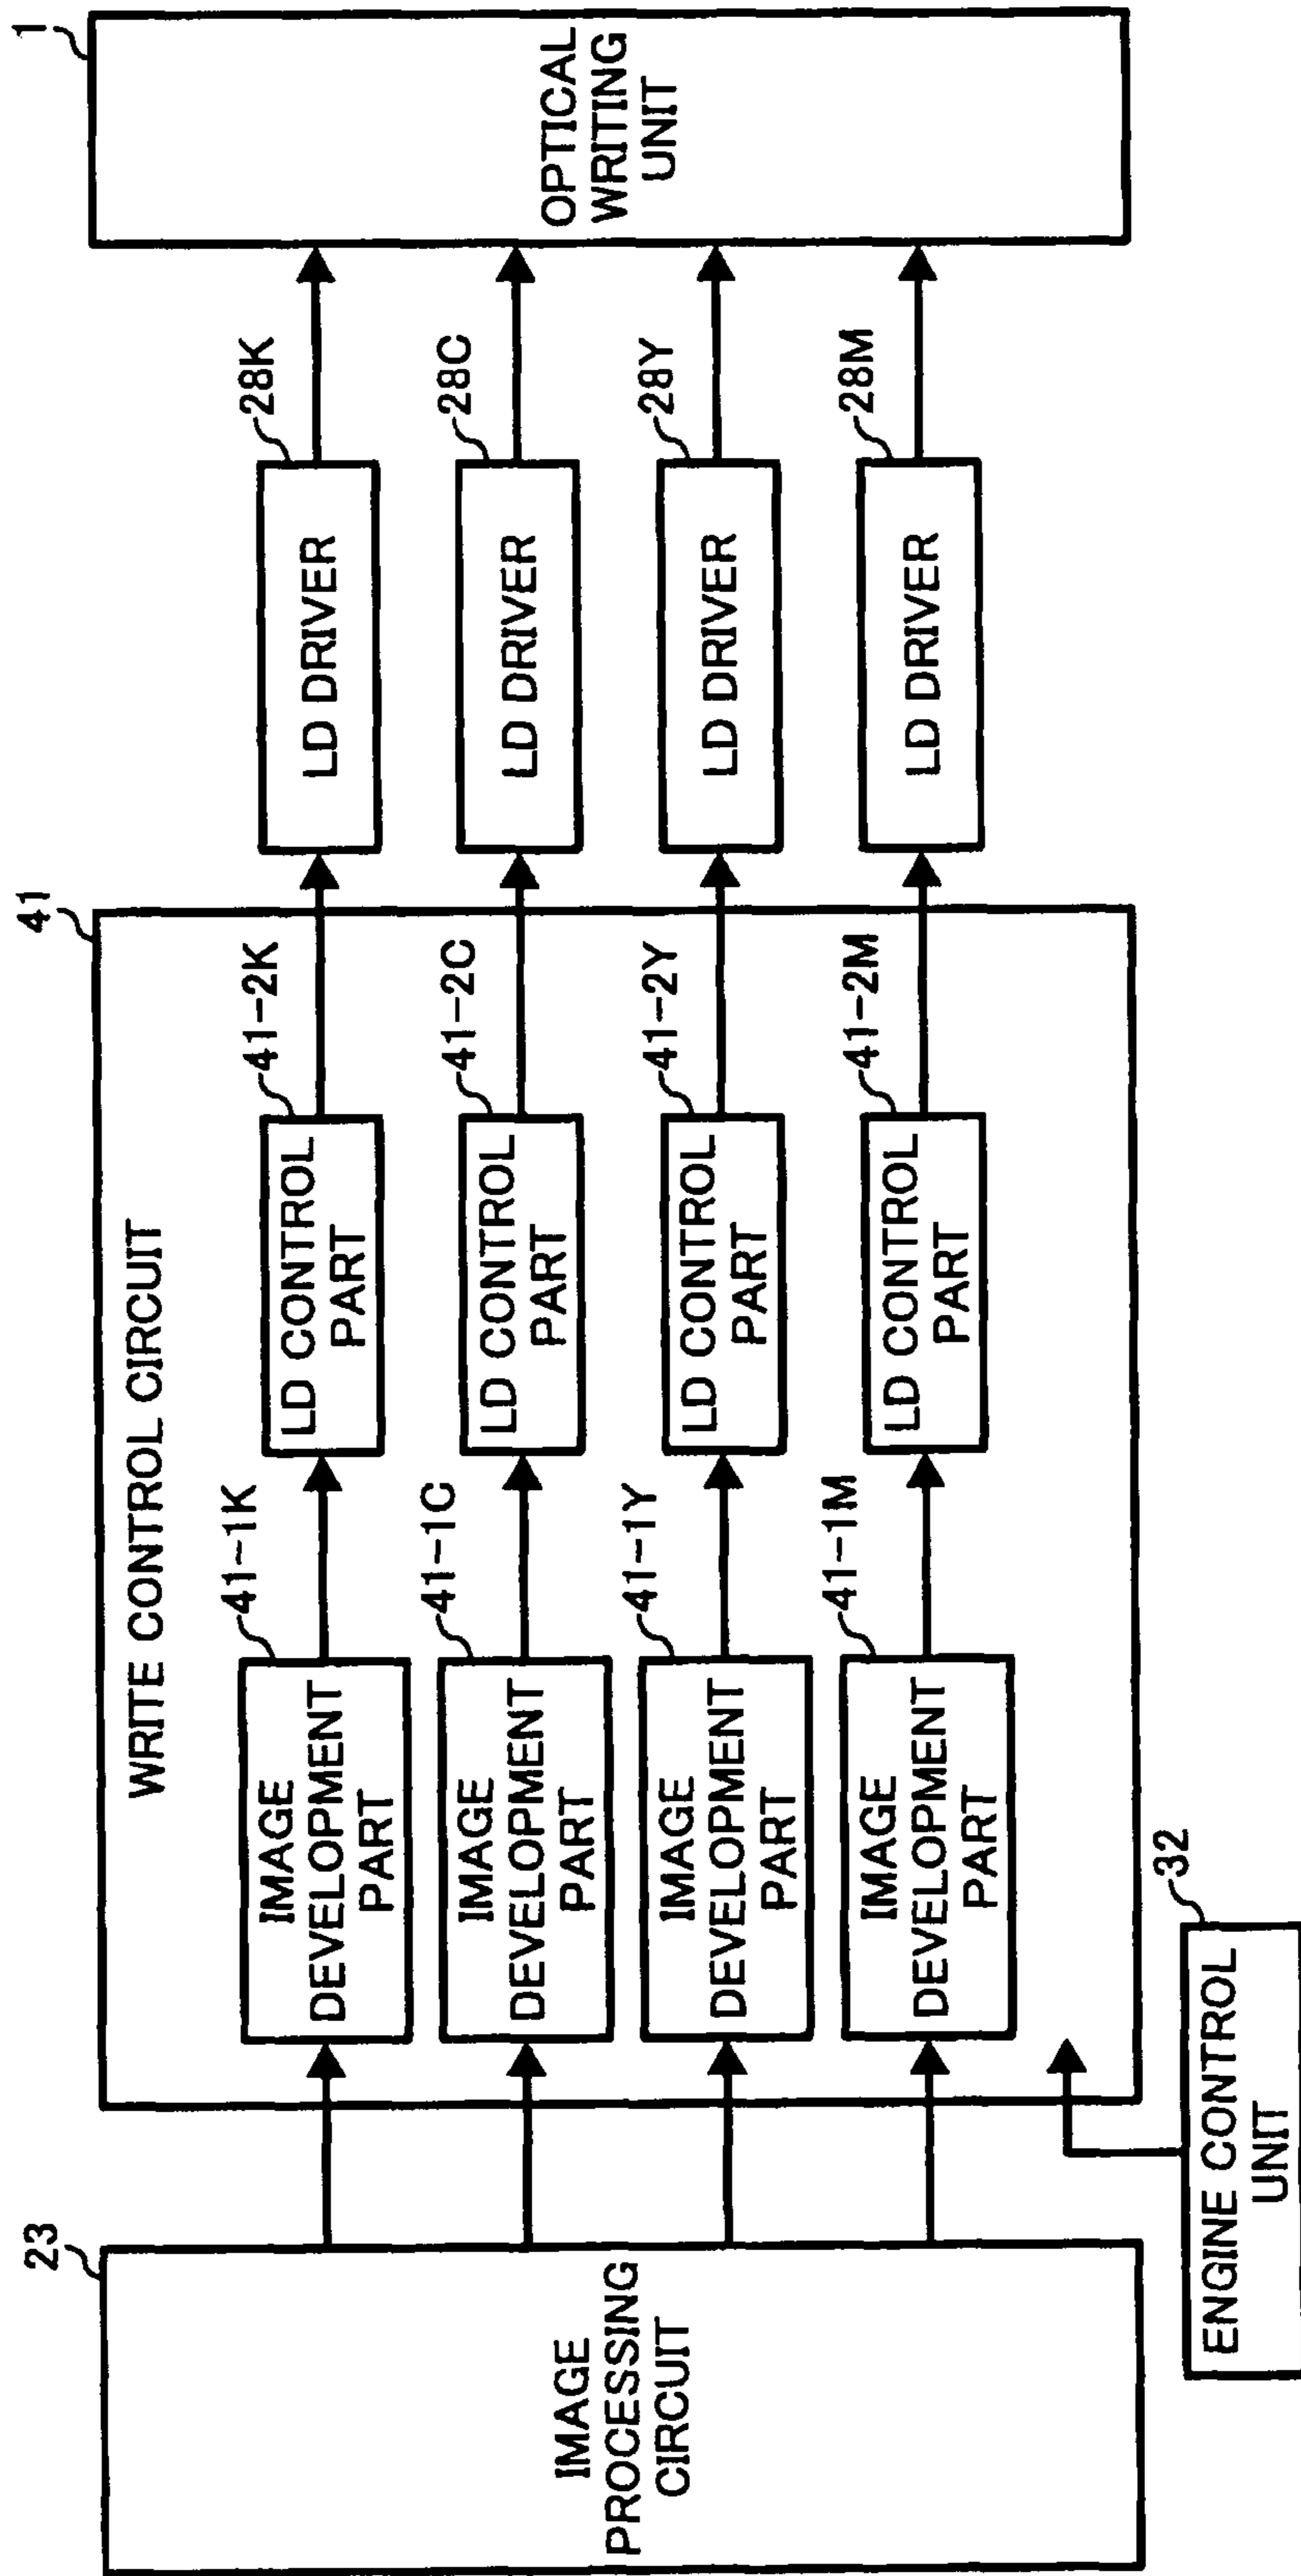 23
IMAGE
PROCESSING
CIRCUIT
41
WRITE CONTROL CIRCUIT
41-1K
IMAGE
DEVELOPMENT
PART
41-2K
LD CONTROL
PART
28K
LD DRIVER
41-1C
IMAGE
DEVELOPMENT
PART
41-2C
LD CONTROL
PART
28C
LD DRIVER
41-1Y
IMAGE
DEVELOPMENT
PART
41-2Y
LD CONTROL
PART
28Y
LD DRIVER
41-1M
IMAGE
DEVELOPMENT
PART
41-2M
LD CONTROL
PART
28M
LD DRIVER
1
OPTICAL
WRITING
UNIT
32
ENGINE CONTROL
UNIT